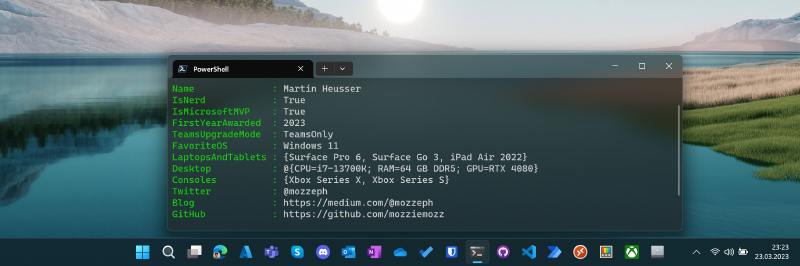 PowerShell
Name : Martin Heusser
IsNerd : True
IsMicrosoftMVP : True
FirstYearAwarded : 2023
TeamsUpgradeMode : TeamsOnly
FavoriteOS : Windows 11
LaptopsAndTablets : {Surface Pro 6, Surface Go 3, iPad Air 2022}
Desktop : @{CPU=i7-13700K; RAM=64 GB DDR5; GPU=RTX 4080}
Consoles : {Xbox Series X, Xbox Series S}
Twitter : @mozzeph
Blog : https://medium.com/@mozzeph
GitHub : https://github.com/mozziemozz
23:23
23.03.2023